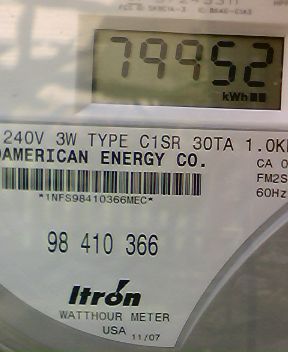 79952
kWh
240V 3W TYPE C1SR 30TA 1.0K
AMERICAN ENERGY CO.
CA 0
*1NFS98410366MEC*
FM2S
60Hz
98 410 366
Itron
WATTHOUR METER
USA 11/07